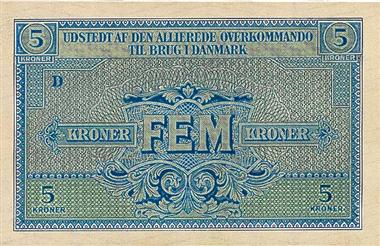 5 UDSTEDT AF DEN ALLIEREDE OVERKOMMANDO 5
KRONER TIL BRUG I DANMARK KRONER
D
KRONER FEM KRONER
5 5
KRONER KRONER